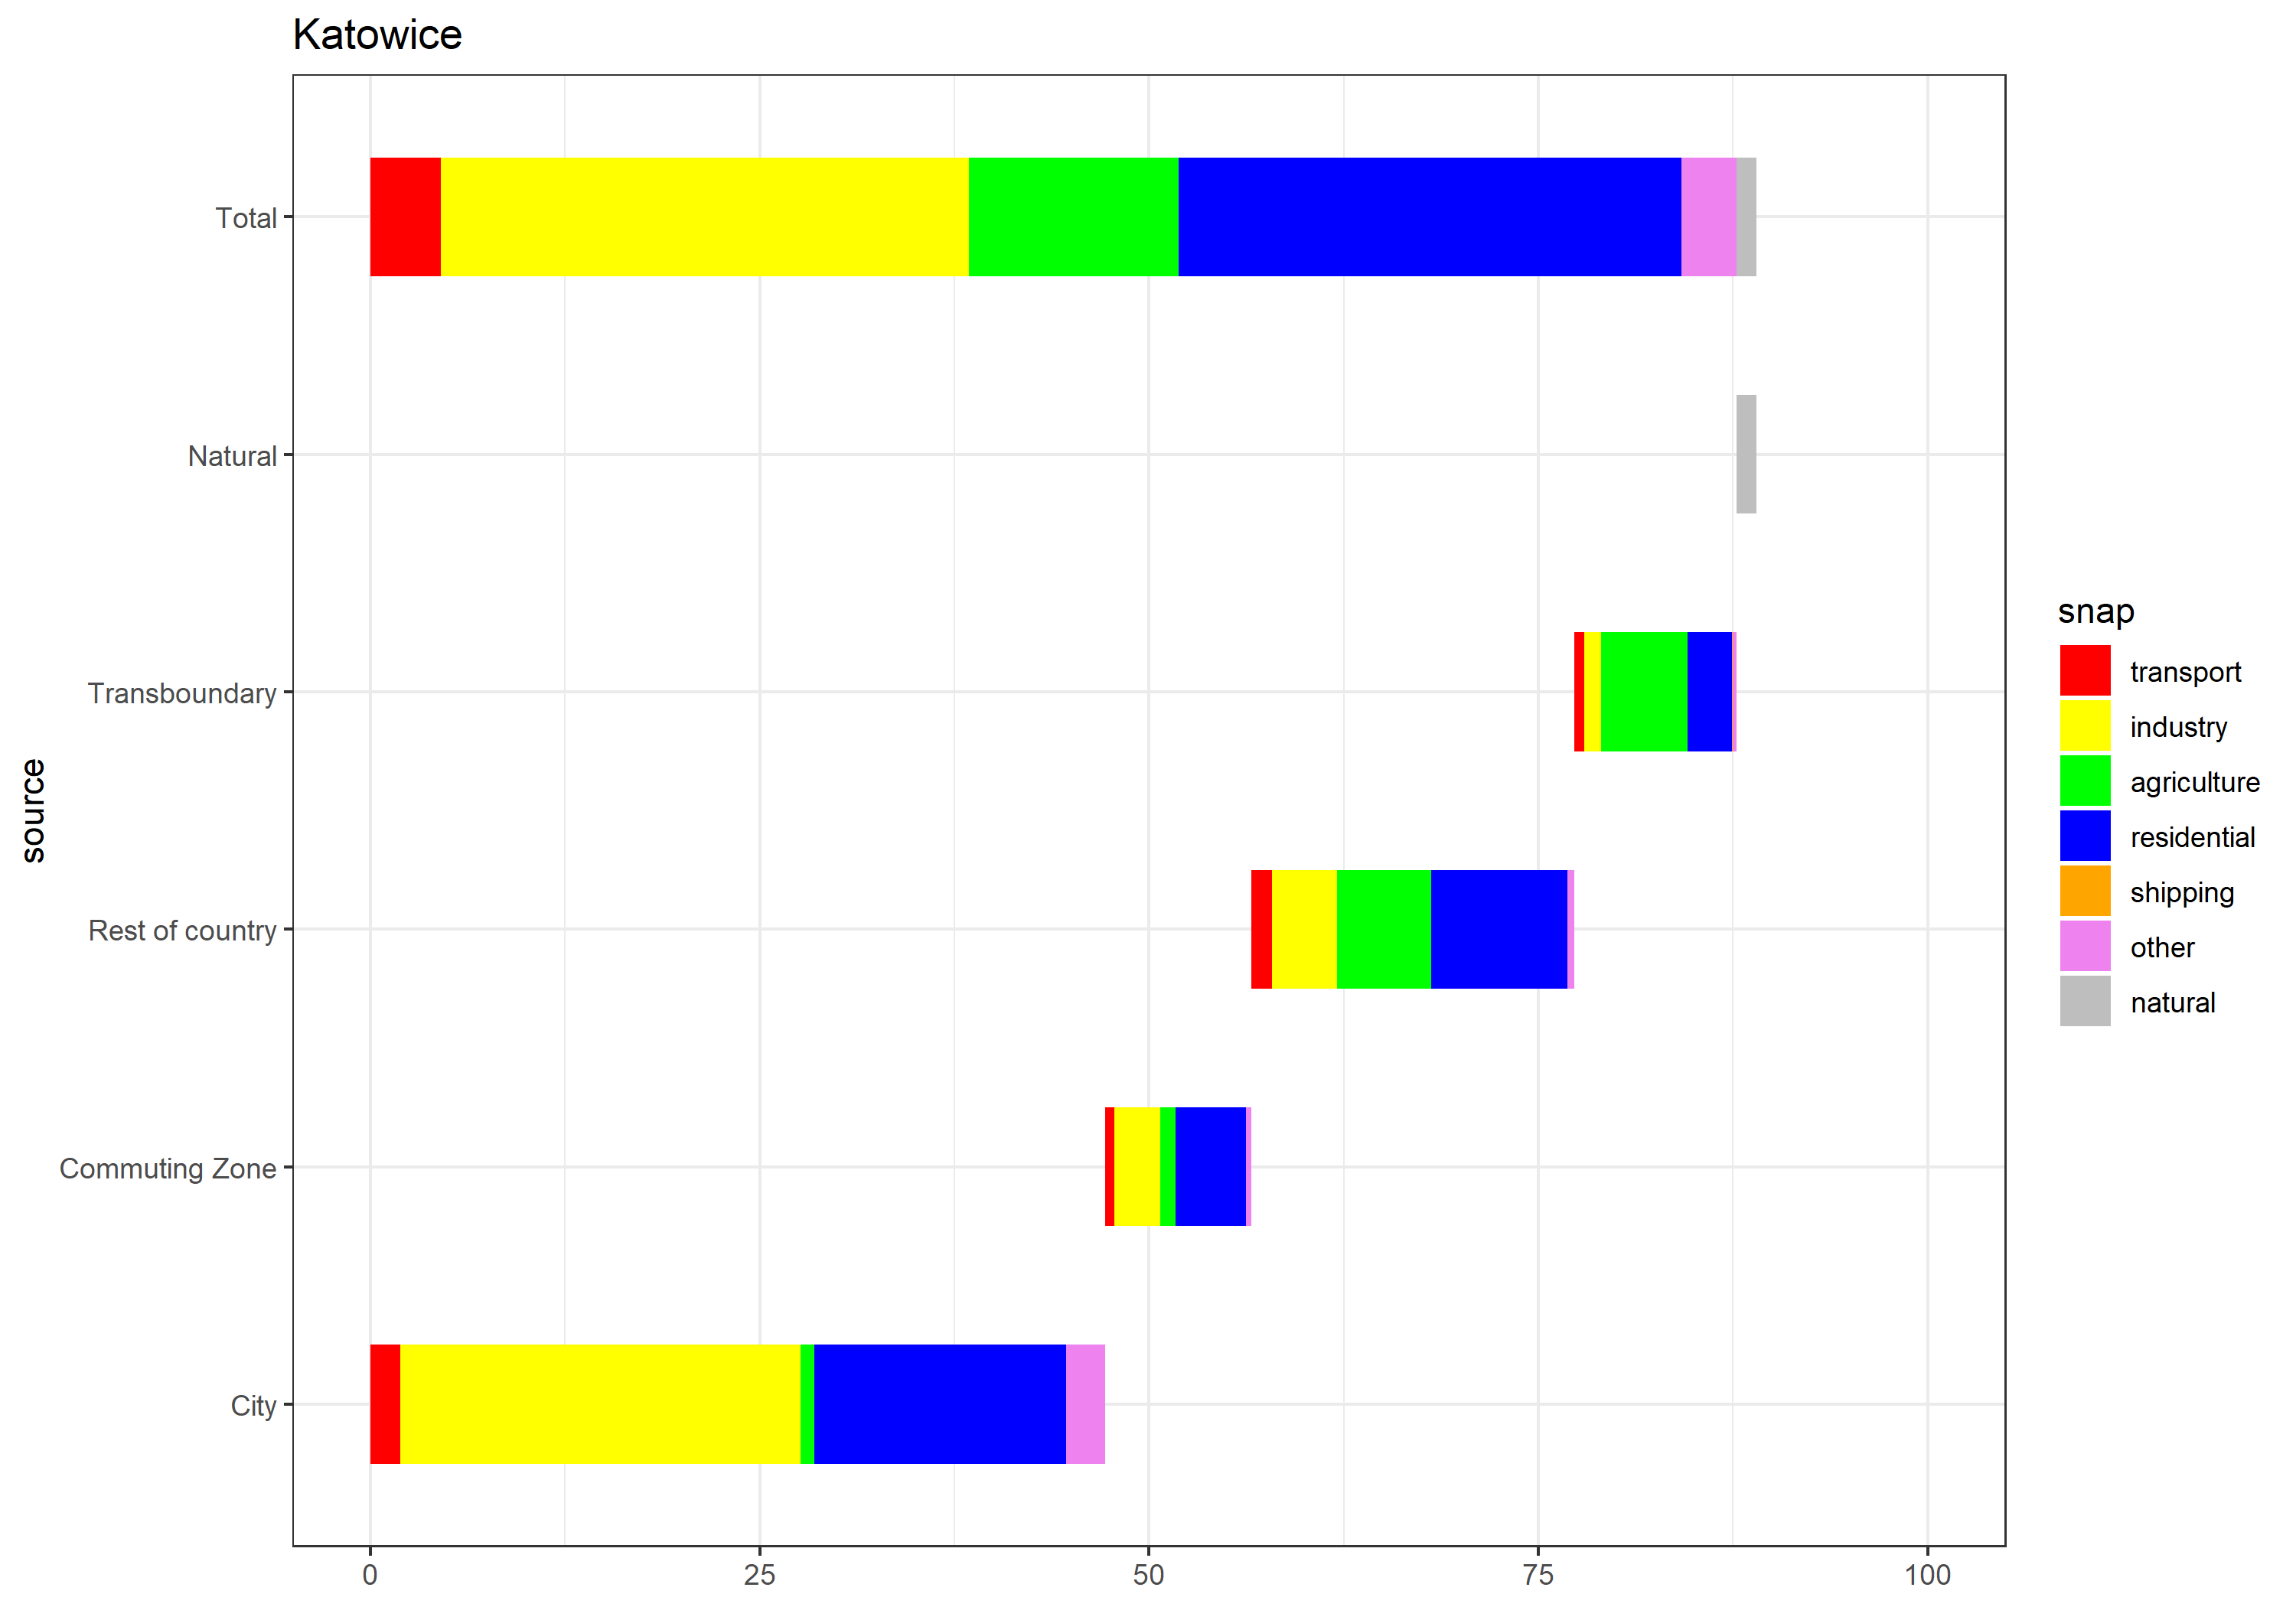 Katowice
Total
Natural
Transboundary
Rest of country
Commuting Zone
City
source
0 25 50 75 100
snap
transport
industry
agriculture
residential
shipping
other
natural